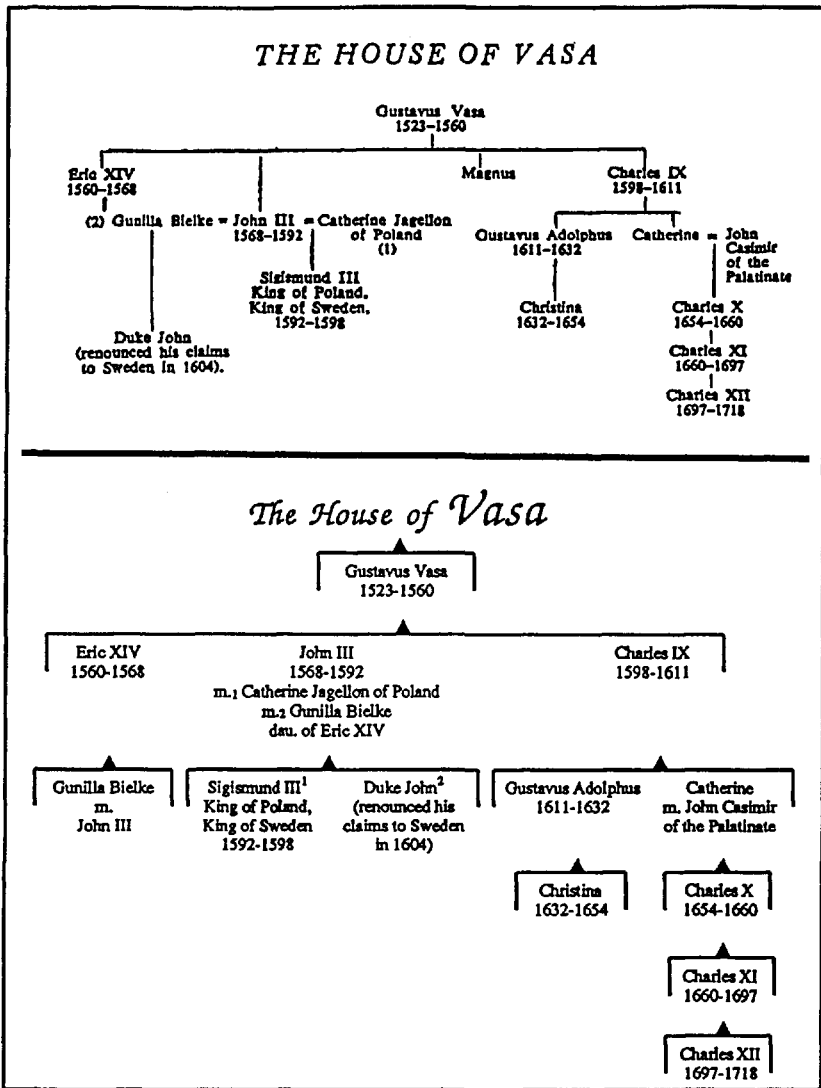 THE HOUSE OF VASA
Gustavus Vasa
1523–1560
Eric XIV
1560–1568
Magnus
Charles IX
1598–1611
(2) Gunilla Bielke = John III = Catherine Jagellon
1568–1592
of Poland
(1)
Gustavus Adolphus
1611–1632
Catherine = John
Casimir
of the
Palatinate
Sigismund III
King of Poland,
King of Sweden,
1592–1598
Christina
1632–1654
Charles X
1654–1660
Duke John
(renounced his claims
to Sweden in 1604).
Charles XI
1660–1697
Charles XII
1697–1718
The House of Vasa
Gustavus Vasa
1523-1560
Eric XIV
1560-1568
John III
1568-1592
m.1 Catherine Jagellon of Poland
m.2 Gunilla Bielke
dau. of Eric XIV
Charles IX
1598-1611
Gunilla Bielke
m.
John III
Sigismund III¹
King of Poland,
King of Sweden
1592-1598
Duke John²
(renounced his
claims to Sweden
in 1604)
Gustavus Adolphus
1611-1632
Catherine
m. John Casimir
of the Palatinate
Christina
1632-1654
Charles X
1654-1660
Charles XI
1660-1697
Charles XII
1697-1718